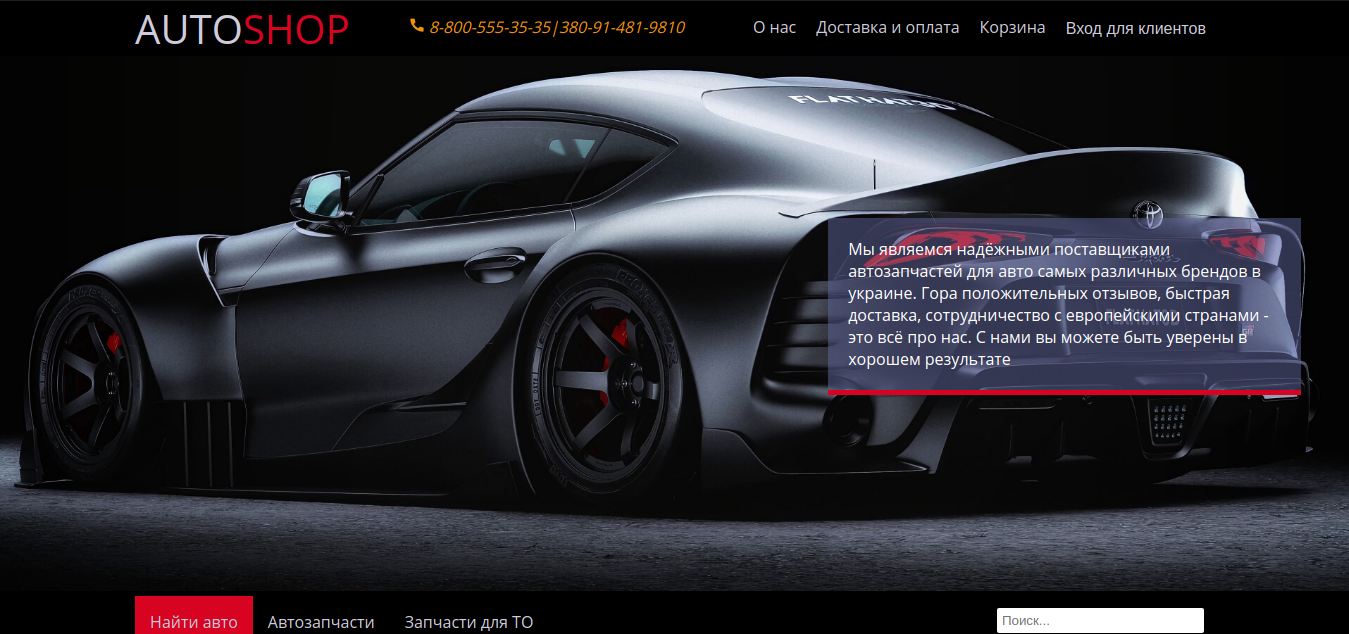 AUTOSHOP
8-800-555-35-35|380-91-481-9810
О нас Доставка и оплата Корзина Вход для клиентов
FLATHAT3D
Мы являемся надёжными поставщиками
автозапчастей для авто самых различных брендов в
украине. Гора положительных отзывов, быстрая
доставка, сотрудничество с европейскими странами -
это всё про нас. С нами вы можете быть уверены в
хорошем результате
Найти авто Автозапчасти Запчасти для ТО
Поиск...